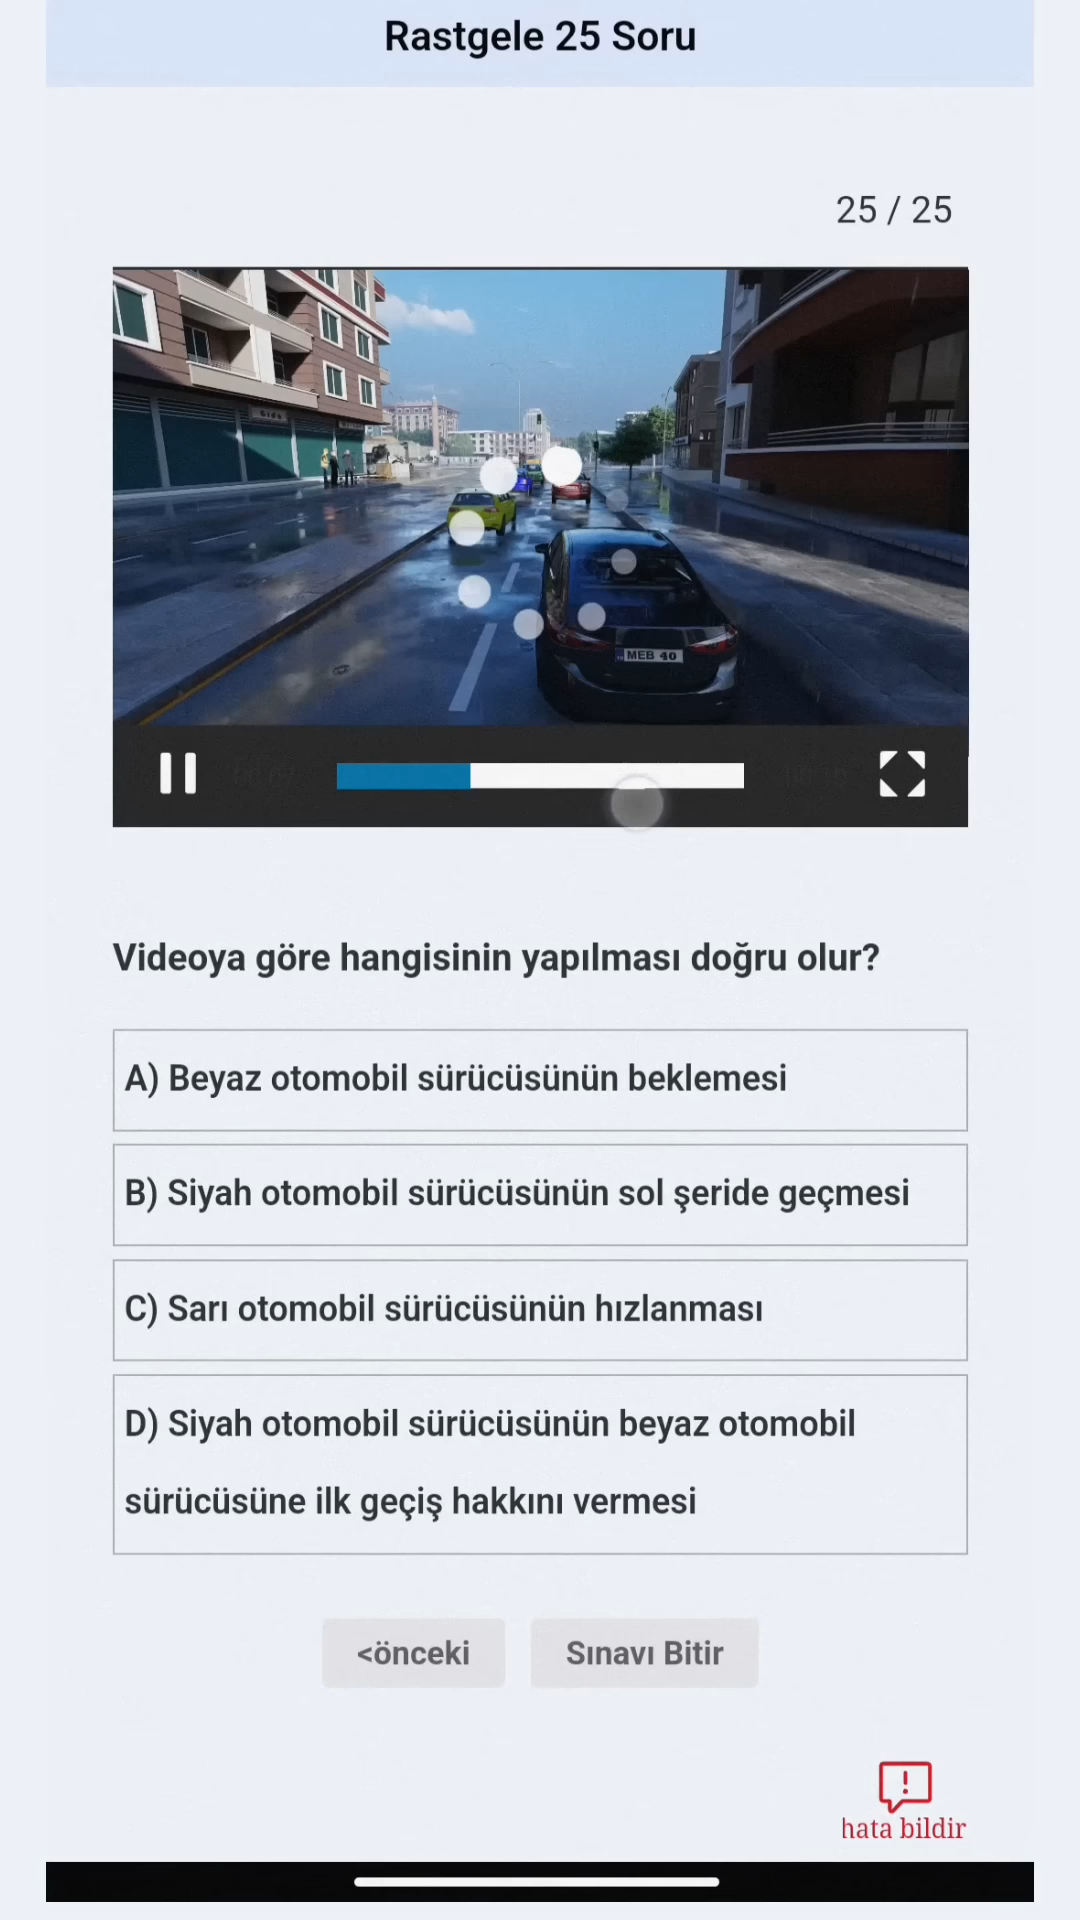 Rastgele 25 Soru
25 / 25
MEB 40
Videoya göre hangisinin yapılması doğru olur?
A) Beyaz otomobil sürücüsünün beklemesi
B) Siyah otomobil sürücüsünün sol şeride geçmesi
C) Sarı otomobil sürücüsünün hızlanması
D) Siyah otomobil sürücüsünün beyaz otomobil
sürücüsüne ilk geçiş hakkını vermesi
<önceki
Sınavı Bitir
hata bildir